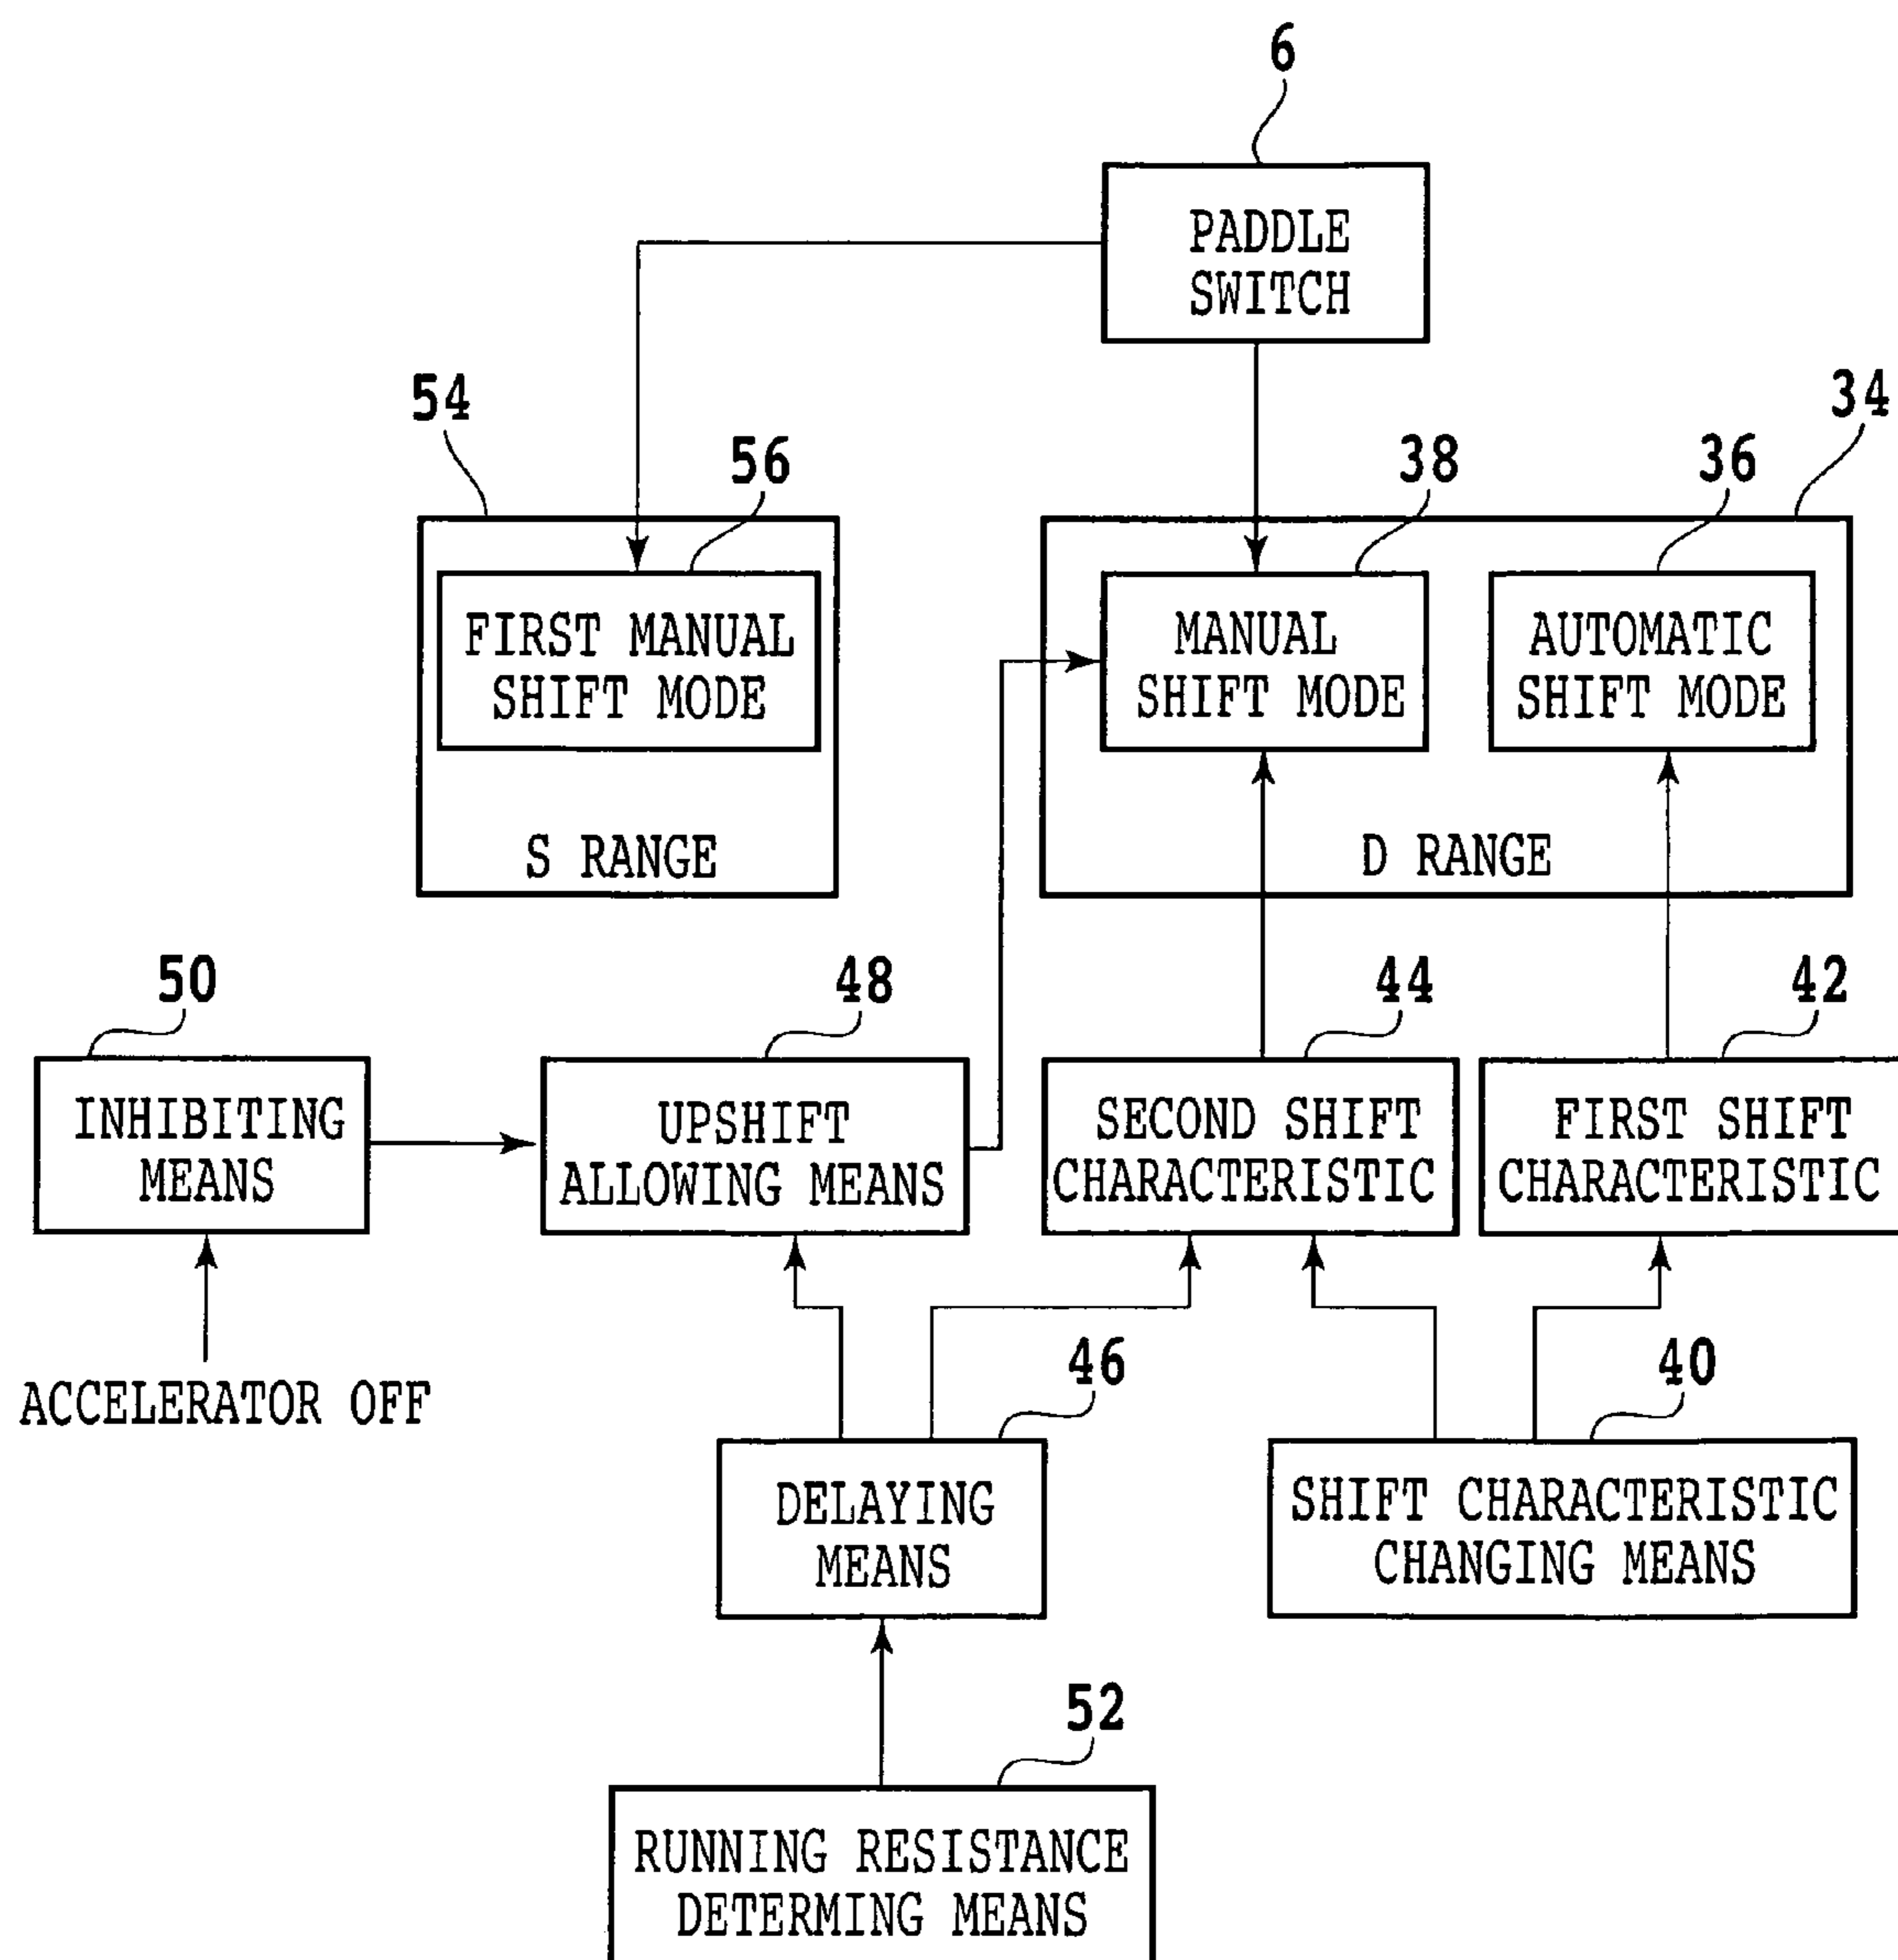 6
PADDLE
SWITCH
54
34
56
38
36
FIRST MANUAL
SHIFT MODE
MANUAL
SHIFT MODE
AUTOMATIC
SHIFT MODE
S RANGE
D RANGE
50
48
44
42
INHIBITING
MEANS
UPSHIFT
ALLOWING MEANS
SECOND SHIFT
CHARACTERISTIC
FIRST SHIFT
CHARACTERISTIC
ACCELERATOR OFF
46
40
DELAYING
MEANS
SHIFT CHARACTERISTIC
CHANGING MEANS
52
RUNNING RESISTANCE
DETERMING MEANS